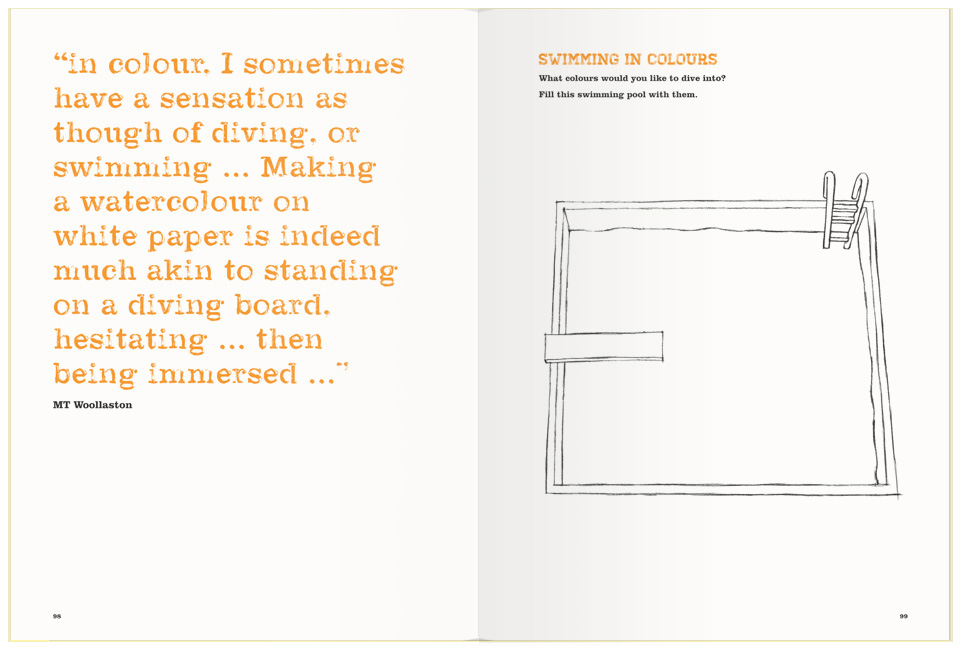 “in colour, I sometimes
have a sensation as
though of diving, or
swimming ... Making
a watercolour on
white paper is indeed
much akin to standing
on a diving board,
hesitating ... then
being immersed ...”
MT Woollaston
98
SWIMMING IN COLOURS
What colours would you like to dive into?
Fill this swimming pool with them.
99